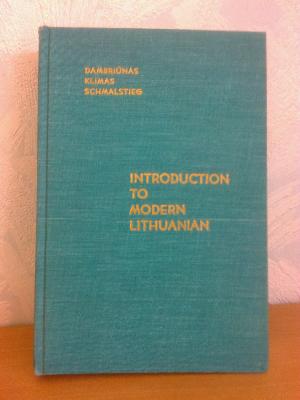 DAMBRIŪNAS
KLIMAS
SCHMALSTIEG
INTRODUCTION
TO
MODERN
LITHUANIAN